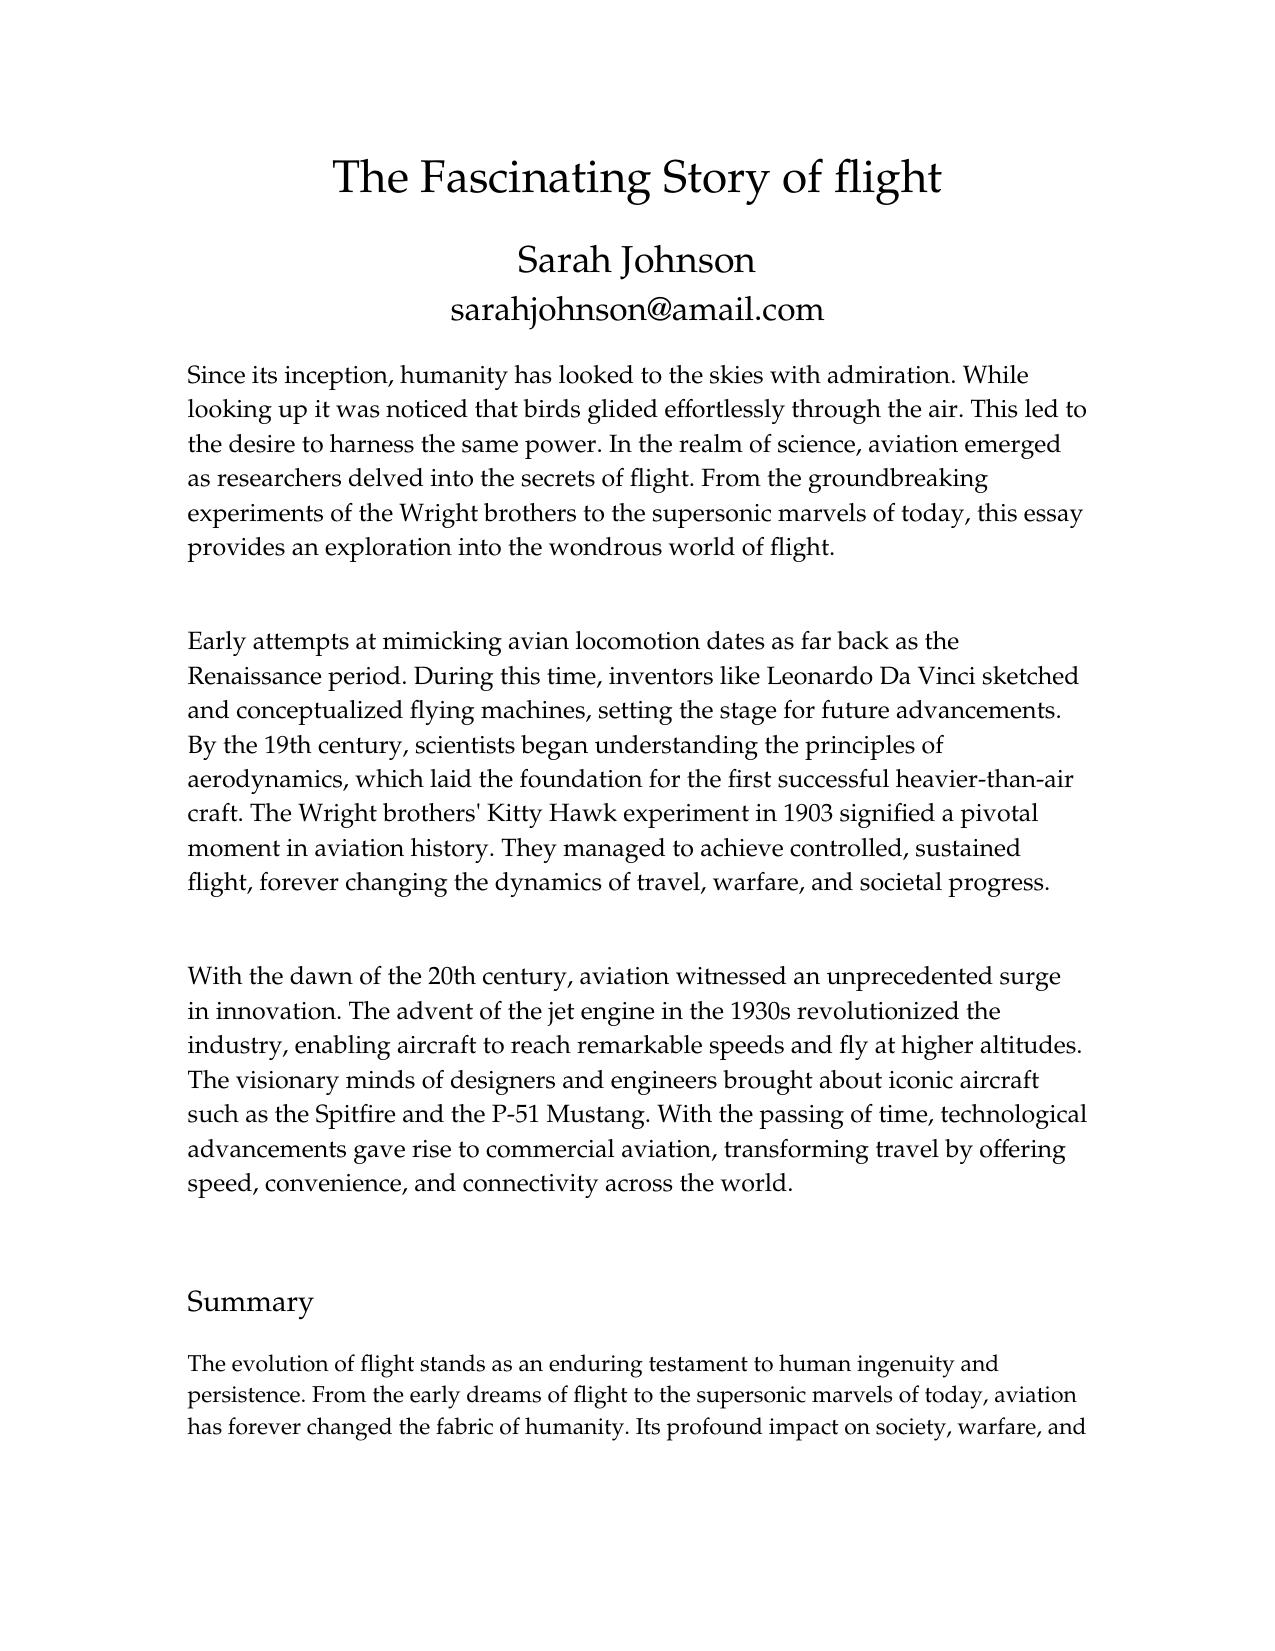 The Fascinating Story of flight
Sarah Johnson
sarahjohnson@amail.com
Since its inception, humanity has looked to the skies with admiration. While
looking up it was noticed that birds glided effortlessly through the air. This led to
the desire to harness the same power. In the realm of science, aviation emerged
as researchers delved into the secrets of flight. From the groundbreaking
experiments of the Wright brothers to the supersonic marvels of today, this essay
provides an exploration into the wondrous world of flight.
Early attempts at mimicking avian locomotion dates as far back as the
Renaissance period. During this time, inventors like Leonardo Da Vinci sketched
and conceptualized flying machines, setting the stage for future advancements.
By the 19th century, scientists began understanding the principles of
aerodynamics, which laid the foundation for the first successful heavier-than-air
craft. The Wright brothers' Kitty Hawk experiment in 1903 signified a pivotal
moment in aviation history. They managed to achieve controlled, sustained
flight, forever changing the dynamics of travel, warfare, and societal progress.
With the dawn of the 20th century, aviation witnessed an unprecedented surge
in innovation. The advent of the jet engine in the 1930s revolutionized the
industry, enabling aircraft to reach remarkable speeds and fly at higher altitudes.
The visionary minds of designers and engineers brought about iconic aircraft
such as the Spitfire and the P-51 Mustang. With the passing of time, technological
advancements gave rise to commercial aviation, transforming travel by offering
speed, convenience, and connectivity across the world.
Summary
The evolution of flight stands as an enduring testament to human ingenuity and
persistence. From the early dreams of flight to the supersonic marvels of today, aviation
has forever changed the fabric of humanity. Its profound impact on society, warfare, and